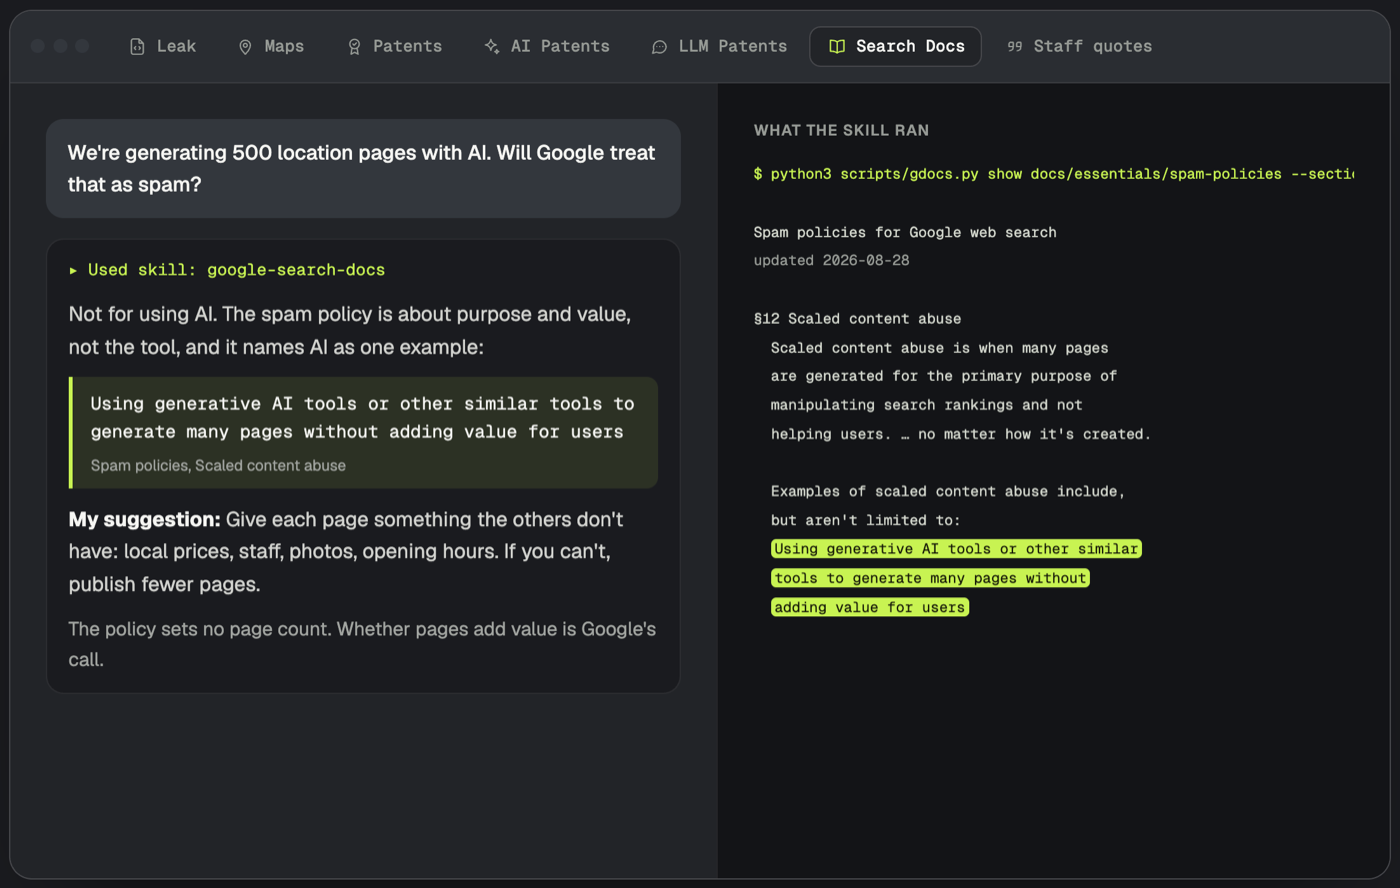 Leak
Maps
Patents
AI Patents
LLM Patents
Search Docs
Staff quotes
We're generating 500 location pages with AI. Will Google treat
that as spam?
▸ Used skill: google-search-docs
Not for using AI. The spam policy is about purpose and value,
not the tool, and it names AI as one example:
Using generative AI tools or other similar tools to
generate many pages without adding value for users
Spam policies, Scaled content abuse
My suggestion: Give each page something the others don't
have: local prices, staff, photos, opening hours. If you can't,
publish fewer pages.
The policy sets no page count. Whether pages add value is Google's
call.
WHAT THE SKILL RAN
$ python3 scripts/gdocs.py show docs/essentials/spam-policies
Spam policies for Google web search
updated 2026-08-28
§12 Scaled content abuse
Scaled content abuse is when many pages
are generated for the primary purpose of
manipulating search rankings and not
helping users. … no matter how it's created.
Examples of scaled content abuse include,
but aren't limited to:
Using generative AI tools or other similar
tools to generate many pages without
adding value for users